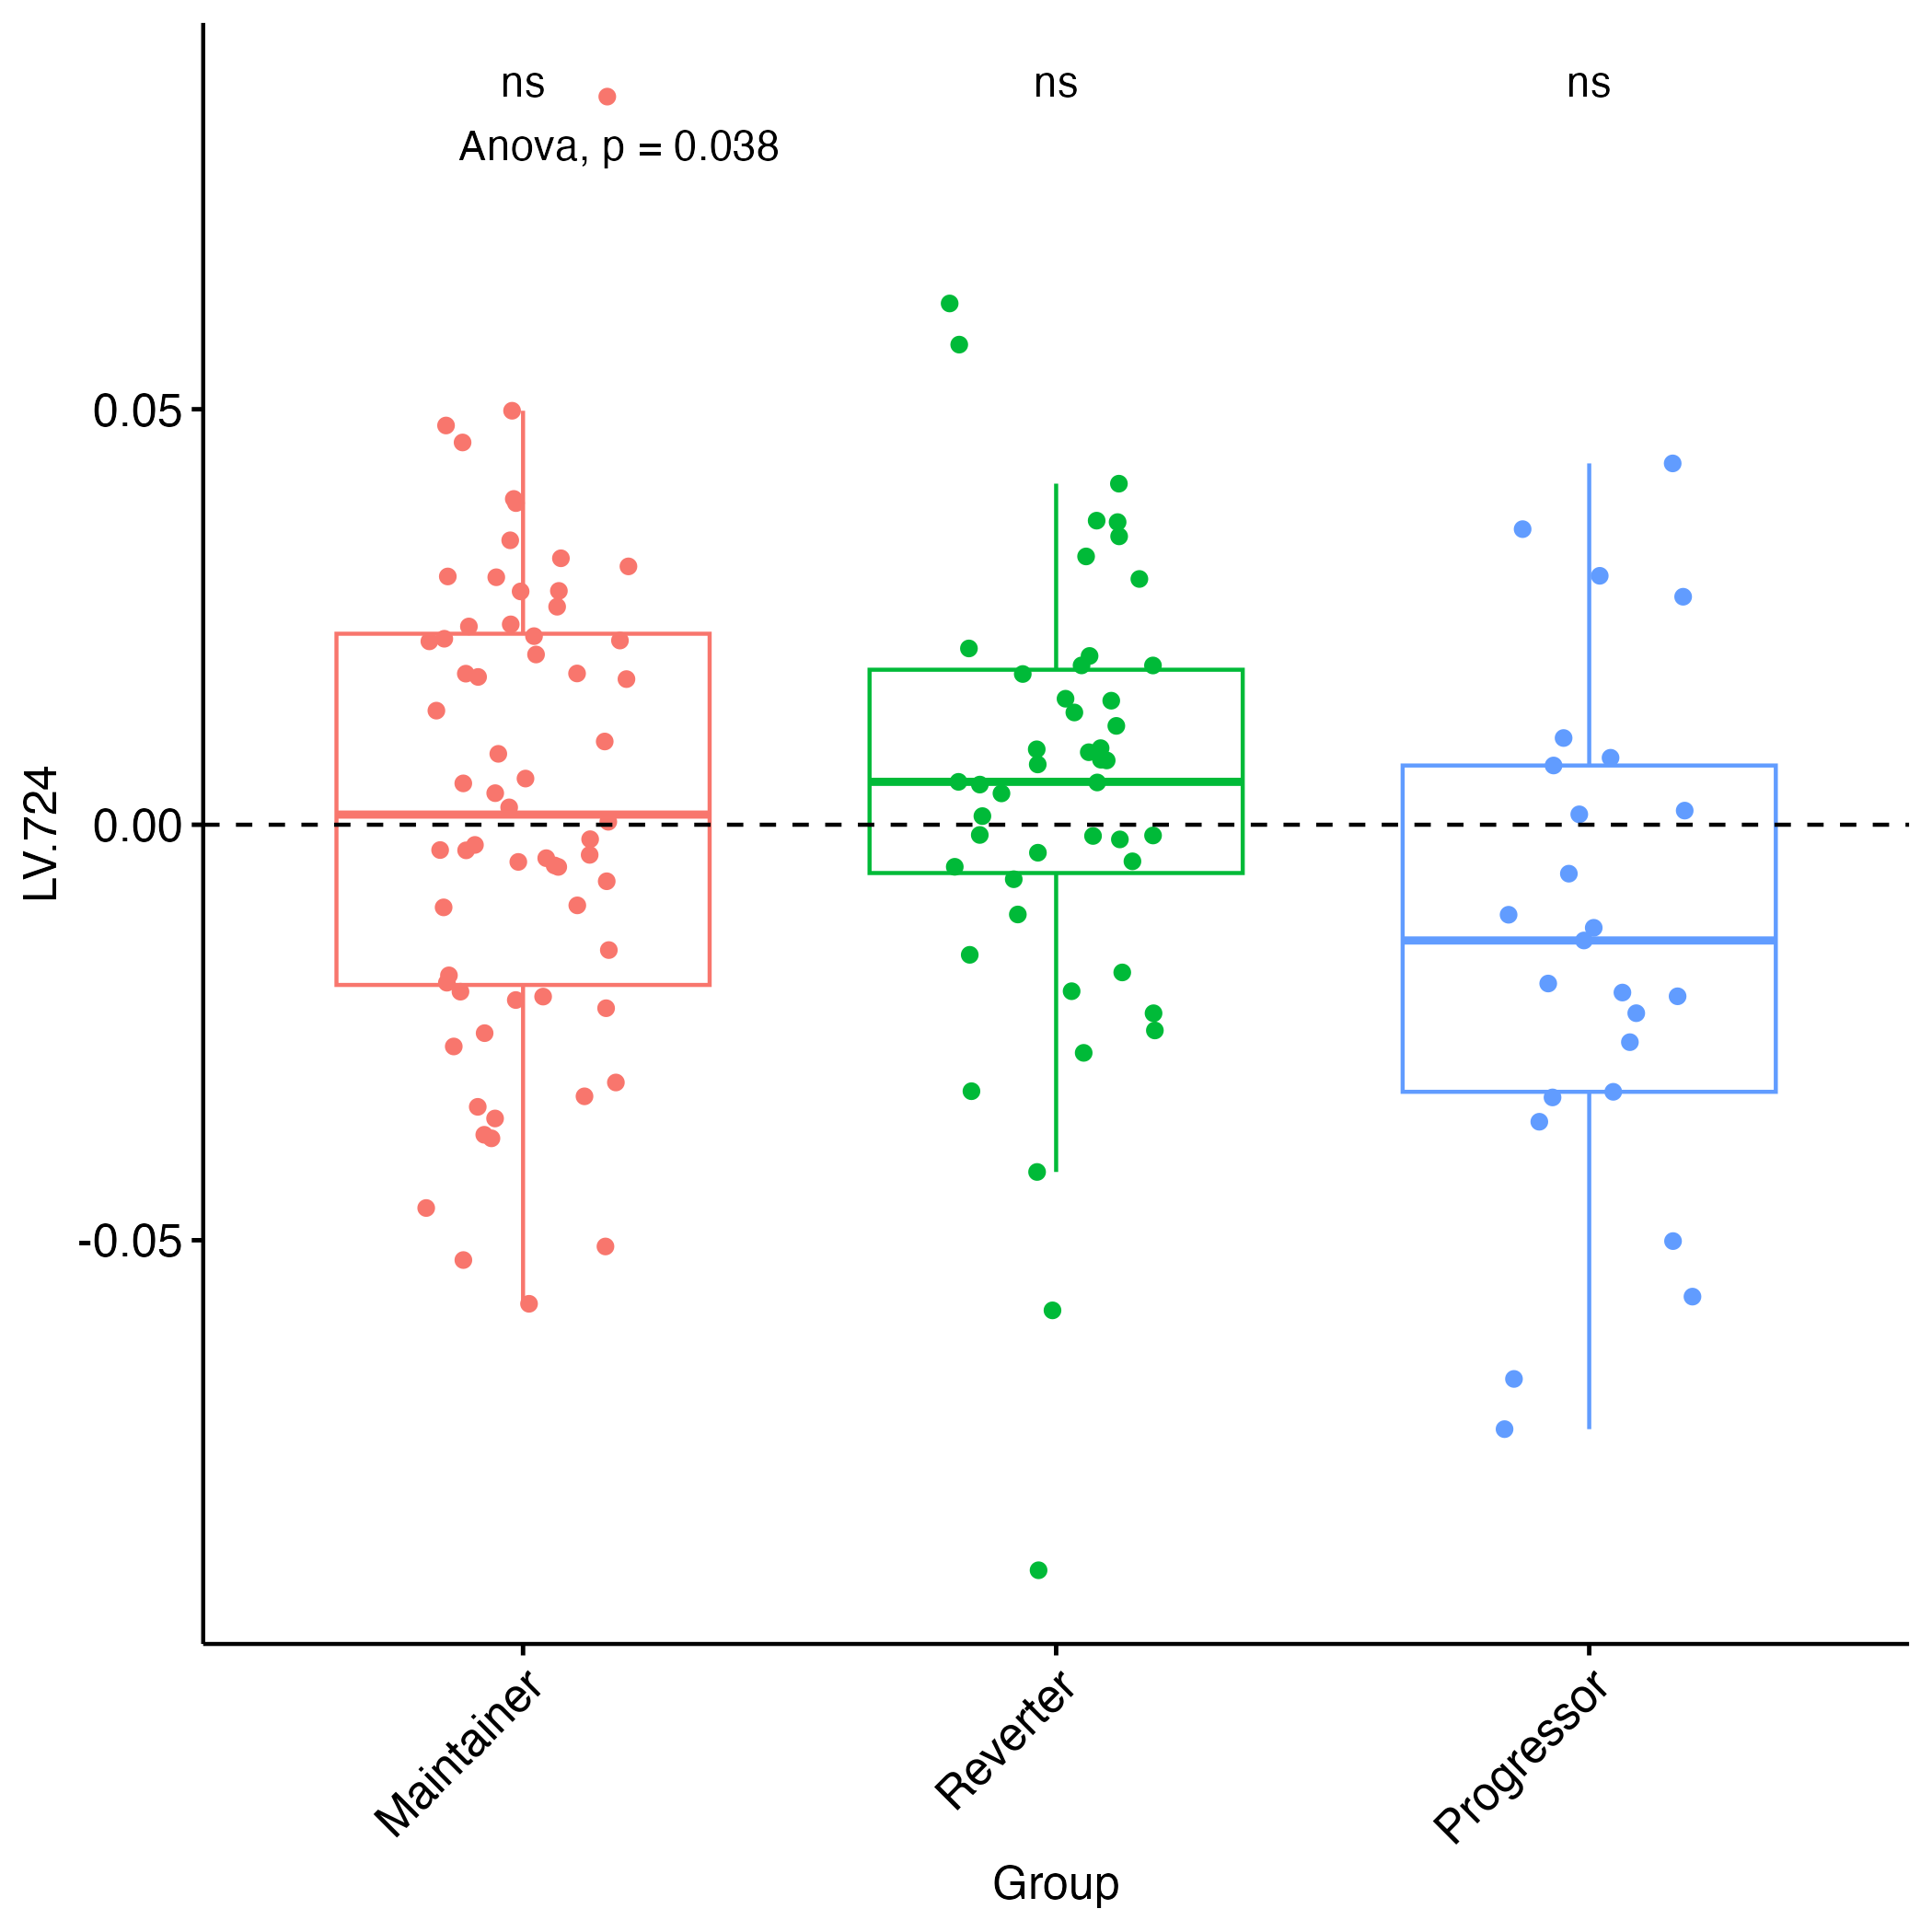 ns ns ns
Anova, p = 0.038
0.05
0.00
-0.05
LV.724
Maintainer Reverter Progressor
Group